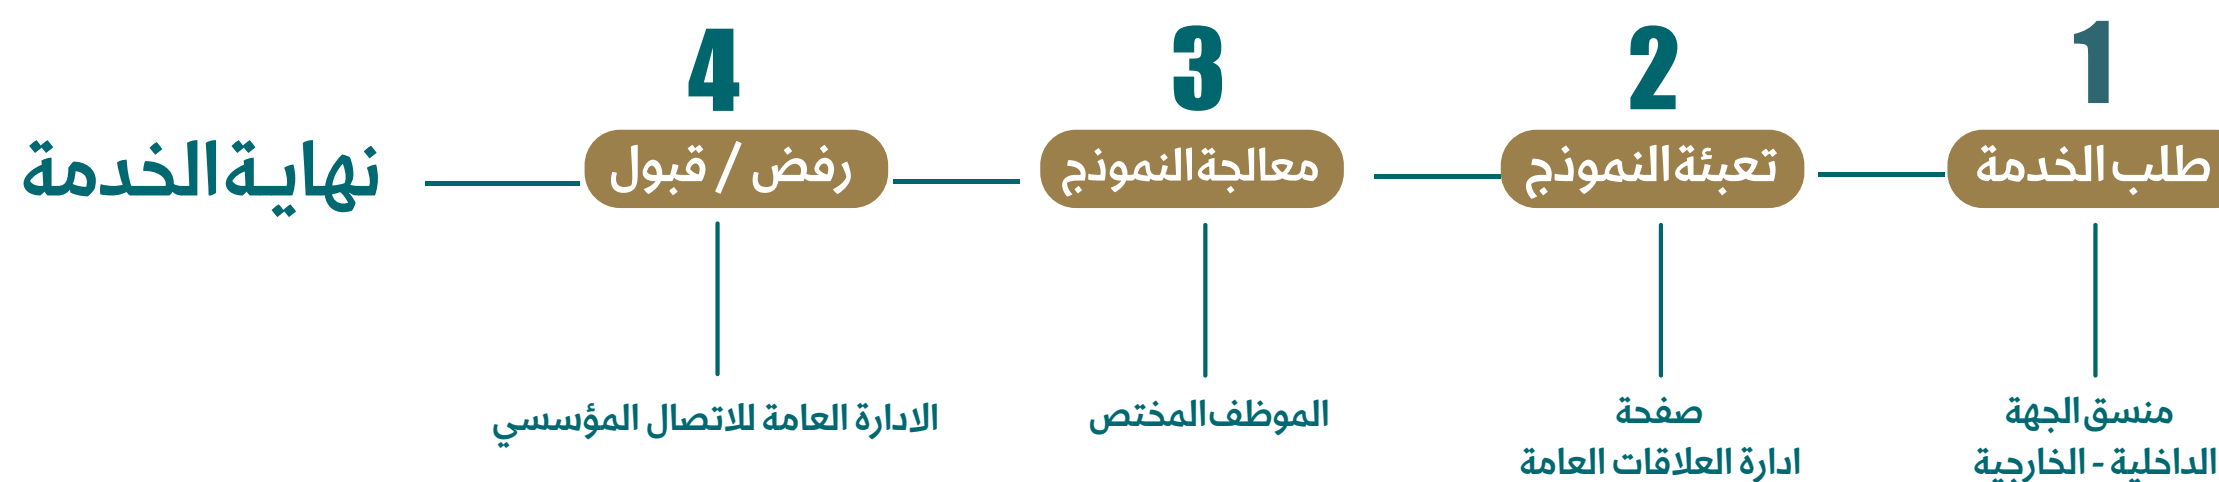 1
طلب الخدمة
منسق الجهة
الداخلية - الخارجية
2
تعبئة النموذج
صفحة
ادارة العلاقات العامة
3
معالجة النموذج
الموظف المختص
4
رفض / قبول
الادارة العامة للاتصال المؤسسي
نهاية الخدمة